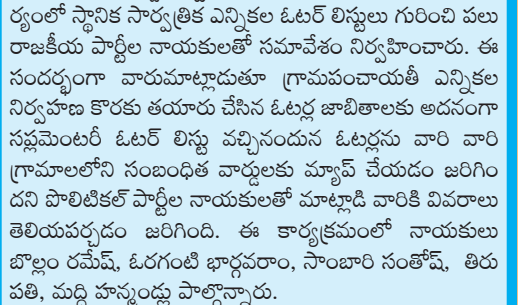 ర్యంలో స్థానిక సార్వత్రిక ఎన్నికల ఓటర్ లిస్టులు గురించి పలు
రాజకీయ పార్టీల నాయకులతో సమావేశం నిర్వహించారు. ఈ
సందర్భంగా వారుమాట్లాడుతూ గ్రామపంచాయతీ ఎన్నికల
నిర్వహణ కొరకు తయారు చేసిన ఓటర్ల జాబితాలకు అదనంగా
సప్లమెంటరీ ఓటర్ లిస్టు వచ్చినందున ఓటర్లను వారి వారి
గ్రామాలలోని సంబంధిత వార్డులకు మ్యాప్ చేయడం జరిగిం
దని పొలిటికల్ పార్టీల నాయకులతో మాట్లాడి వారికి వివరాలు
తెలియపర్చడం జరిగింది. ఈ కార్యక్రమంలో నాయకులు
బొల్లం రమేష్, ఓరగంటి భార్గవరాం, సాంబారి సంతోష్, తిరు
పతి, మద్ది హన్మండ్లు పాల్గొన్నారు.